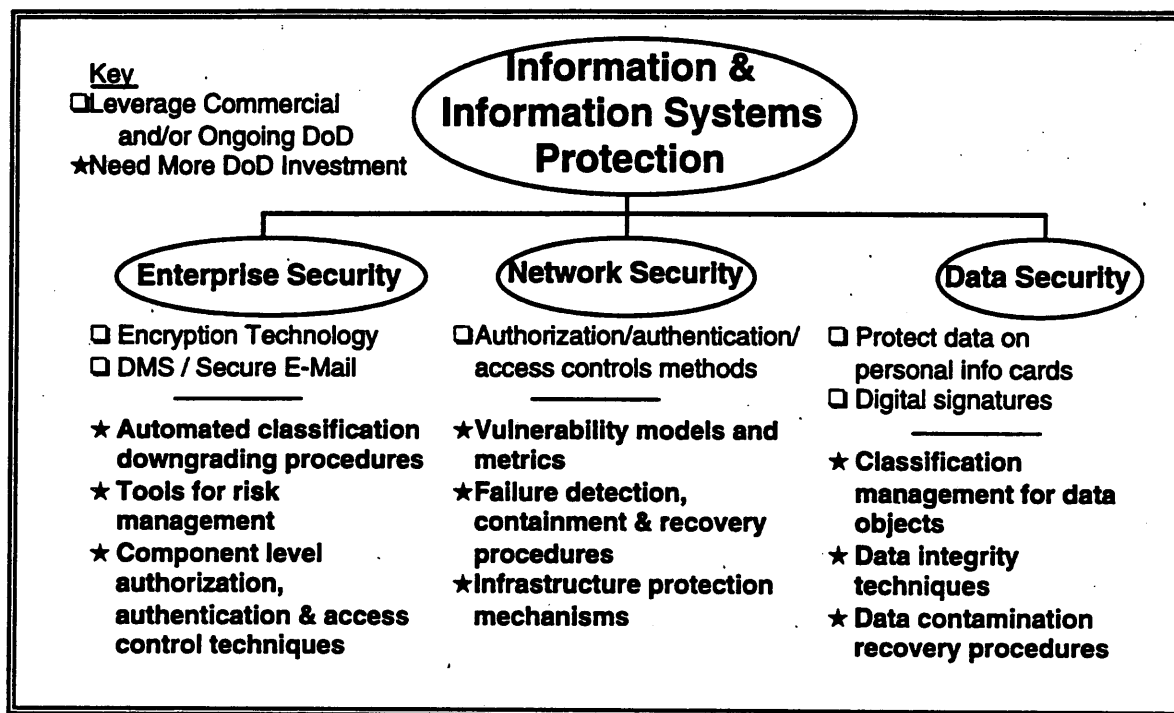 Key
❑Leverage Commercial
and/or Ongoing DoD
★Need More DoD Investment
Information &
Information Systems
Protection
Enterprise Security
❑ Encryption Technology
❑ DMS / Secure E-Mail
★ Automated classification
downgrading procedures
★ Tools for risk
management
★ Component level
authorization,
authentication & access
control techniques
Network Security
❑Authorization/authentication/
access controls methods
★Vulnerability models and
metrics
★Failure detection,
containment & recovery
procedures
★Infrastructure protection
mechanisms
Data Security
❑ Protect data on
personal info cards
❑ Digital signatures
★ Classification
management for data
objects
★ Data integrity
techniques
★ Data contamination
recovery procedures